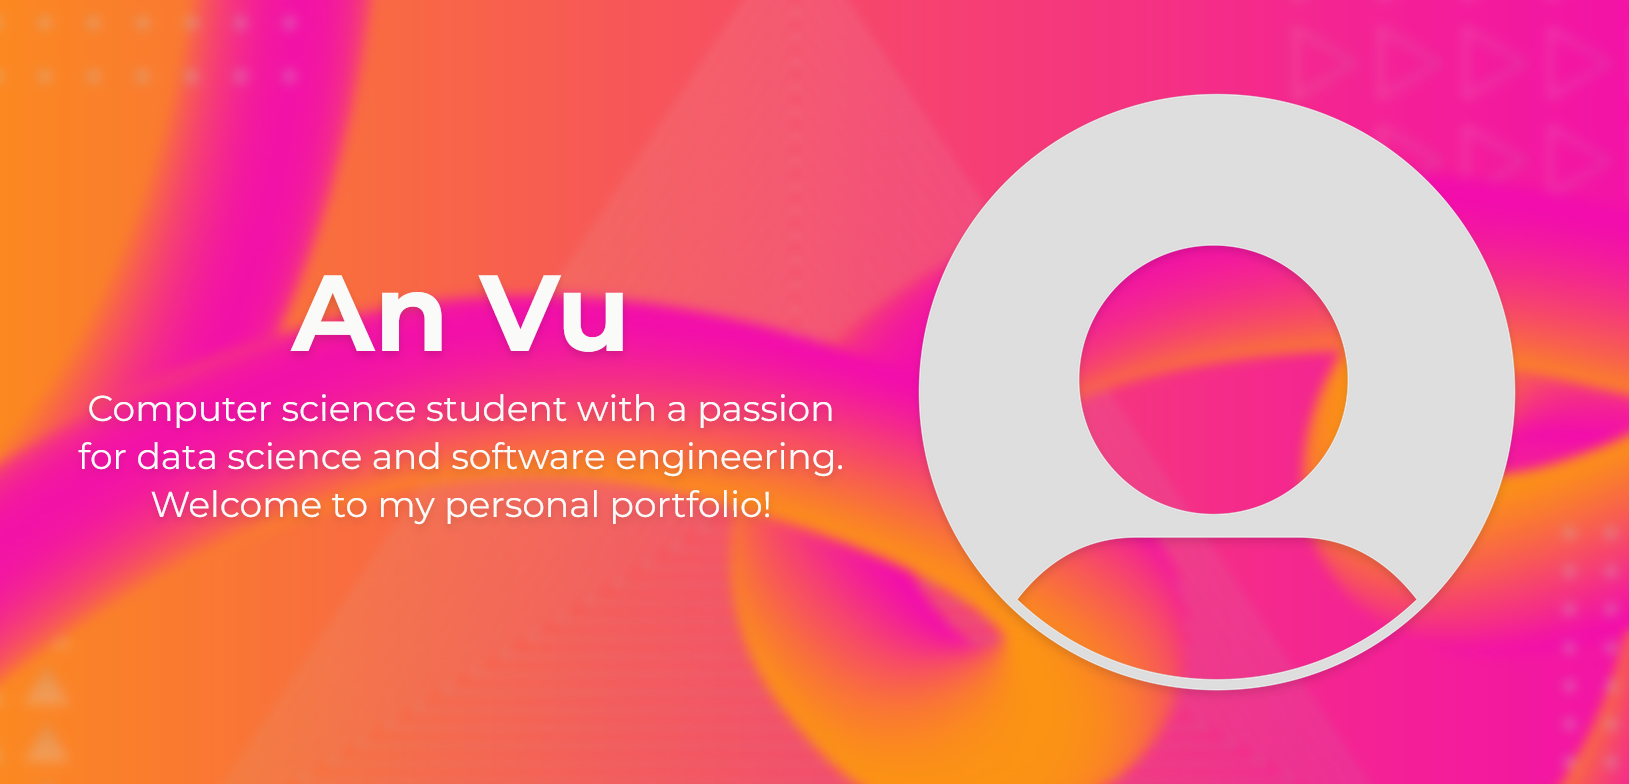 An Vu
Computer science student with a passion
for data science and software engineering.
Welcome to my personal portfolio!